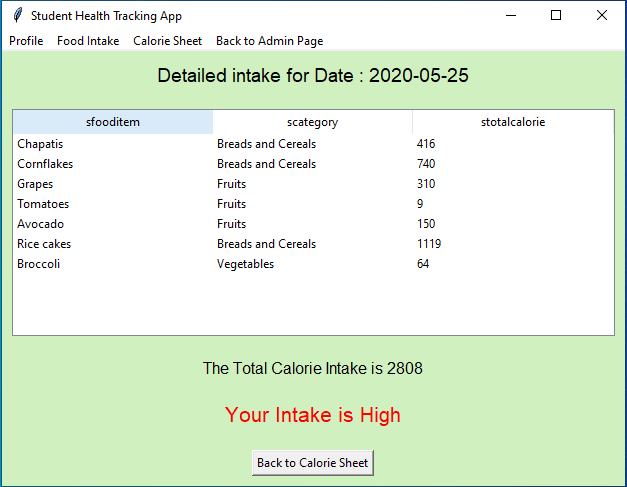 Student Health Tracking App
Profile Food Intake Calorie Sheet Back to Admin Page
Detailed intake for Date : 2020-05-25
sfooditem scategory stotalcalorie
Chapatis Breads and Cereals 416
Cornflakes Breads and Cereals 740
Grapes Fruits 310
Tomatoes Fruits 9
Avocado Fruits 150
Rice cakes Breads and Cereals 1119
Broccoli Vegetables 64
The Total Calorie Intake is 2808
Your Intake is High
Back to Calorie Sheet